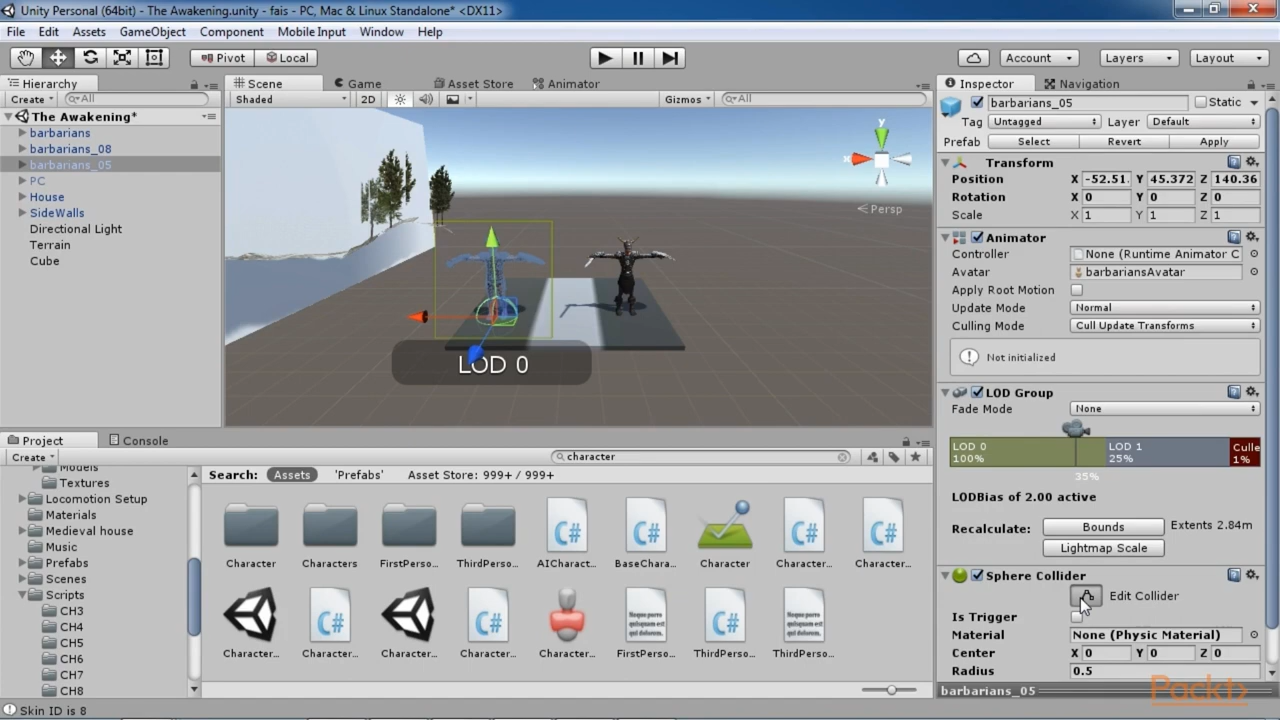 Unity Personal (64bit) - The Awakening.unity - fais - PC, Mac & Linux Standalone* <DX11>
File Edit Assets GameObject Component Mobile Input Window Help
Pivot Local Account Layers Layout
Hierarchy
Create All
The Awakening*
barbarians
barbarians_08
barbarians_05
PC
House
SideWalls
Directional Light
Terrain
Cube
Scene Game Asset Store Animator
Shaded 2D Gizmos All
y
x
Persp
LOD 0
Inspector Navigation
barbarians_05 Static
Tag Untagged Layer Default
Prefab Select Revert Apply
Transform
Position X -52.51. Y 45.372 Z 140.36
Rotation X 0 Y 0 Z 0
Scale X 1 Y 1 Z 1
Animator
Controller None (Runtime Animator C
Avatar barbariansAvatar
Apply Root Motion
Update Mode Normal
Culling Mode Cull Update Transforms
Not initialized
LOD Group
Fade Mode None
LOD 0 LOD 1 Culle
100% 25% 1%
35%
LODBias of 2.00 active
Recalculate: Bounds Extents 2.84m
Lightmap Scale
Sphere Collider
Edit Collider
Is Trigger
Material None (Physic Material)
Center X 0 Y 0 Z 0
Radius 0.5
barbarians_05
Packt
Project Console
Create character
Models
Textures
Locomotion Setup
Materials
Medieval house
Music
Prefabs
Scenes
Scripts
CH3
CH4
CH5
CH6
CH7
CH8
Search: Assets 'Prefabs' Asset Store: 999+ / 999+
Character Characters FirstPerso... ThirdPerso... AICharact... BaseChara... Character Character... Character...
Character... Character... Character... Character... Character... FirstPerso... ThirdPerso... ThirdPerso...
Skin ID is 8